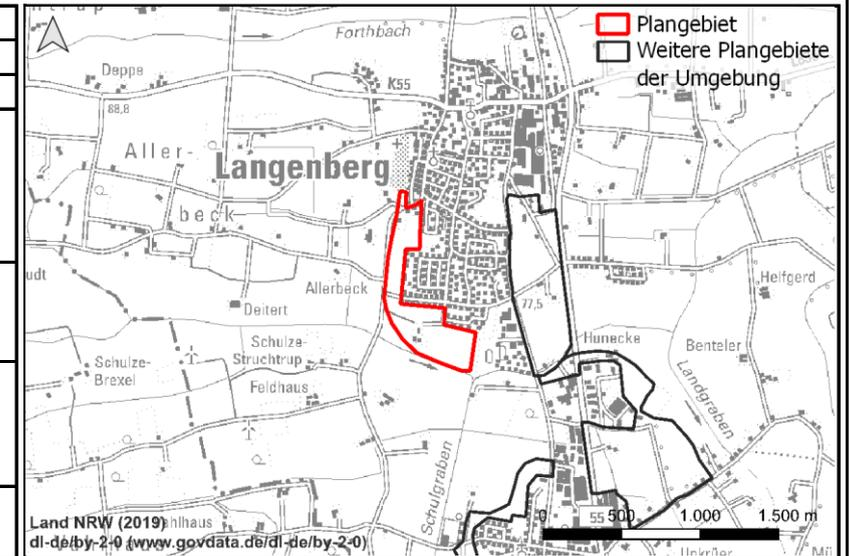 Plangebiet
Weitere Plangebiete
der Umgebung
Forthbach
Deppe
K55
88,8
Aller-
Langenberg
beck
Helfgerd
Allerbeck
77,5
Deitert
Schulze-
Struchtrup
Hunecke
Benteler
Schulze-
Brexel
Feldhaus
Landgraben
Schulgraben
Land NRW (2019)
dl-de/by-2-0 (www.govdata.de/dl-de/by-2-0)
55
0 500 1.000 1.500 m